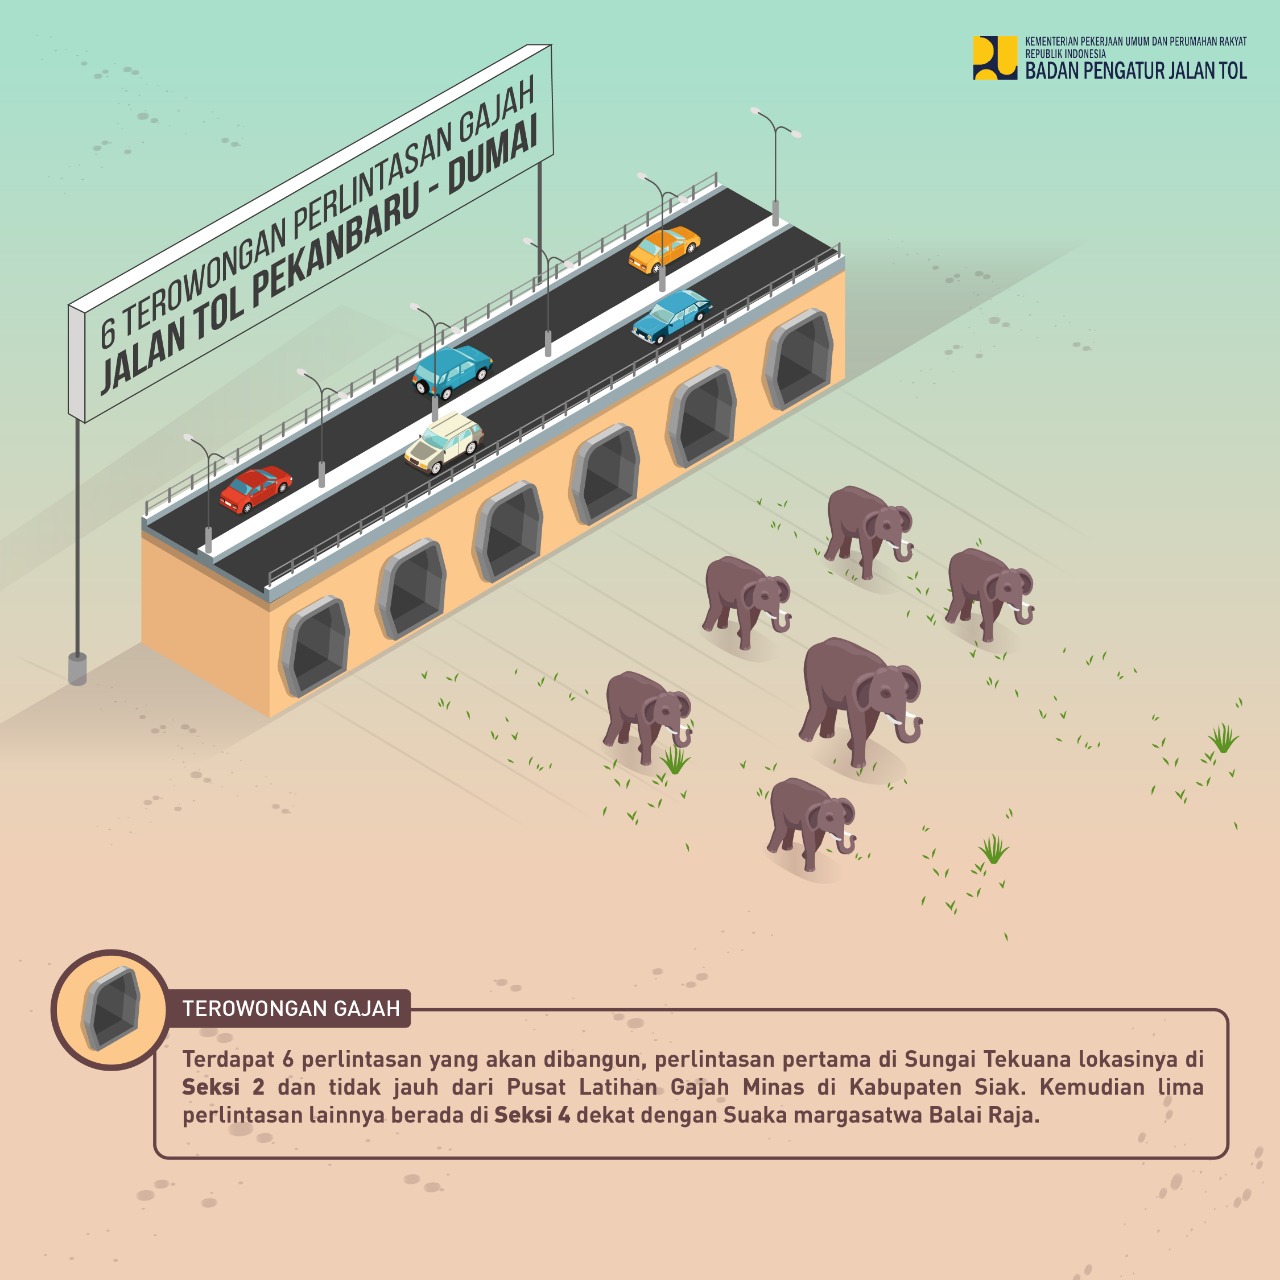 KEMENTERIAN PEKERJAAN UMUM DAN PERUMAHAN RAKYAT
REPUBLIK INDONESIA
BADAN PENGATUR JALAN TOL
6 TEROWONGAN PERLINTASAN GAJAH
JALAN TOL PEKANBARU - DUMAI
TEROWONGAN GAJAH
Terdapat 6 perlintasan yang akan dibangun, perlintasan pertama di Sungai Tekuana lokasinya di
Seksi 2 dan tidak jauh dari Pusat Latihan Gajah Minas di Kabupaten Siak. Kemudian lima
perlintasan lainnya berada di Seksi 4 dekat dengan Suaka margasatwa Balai Raja.